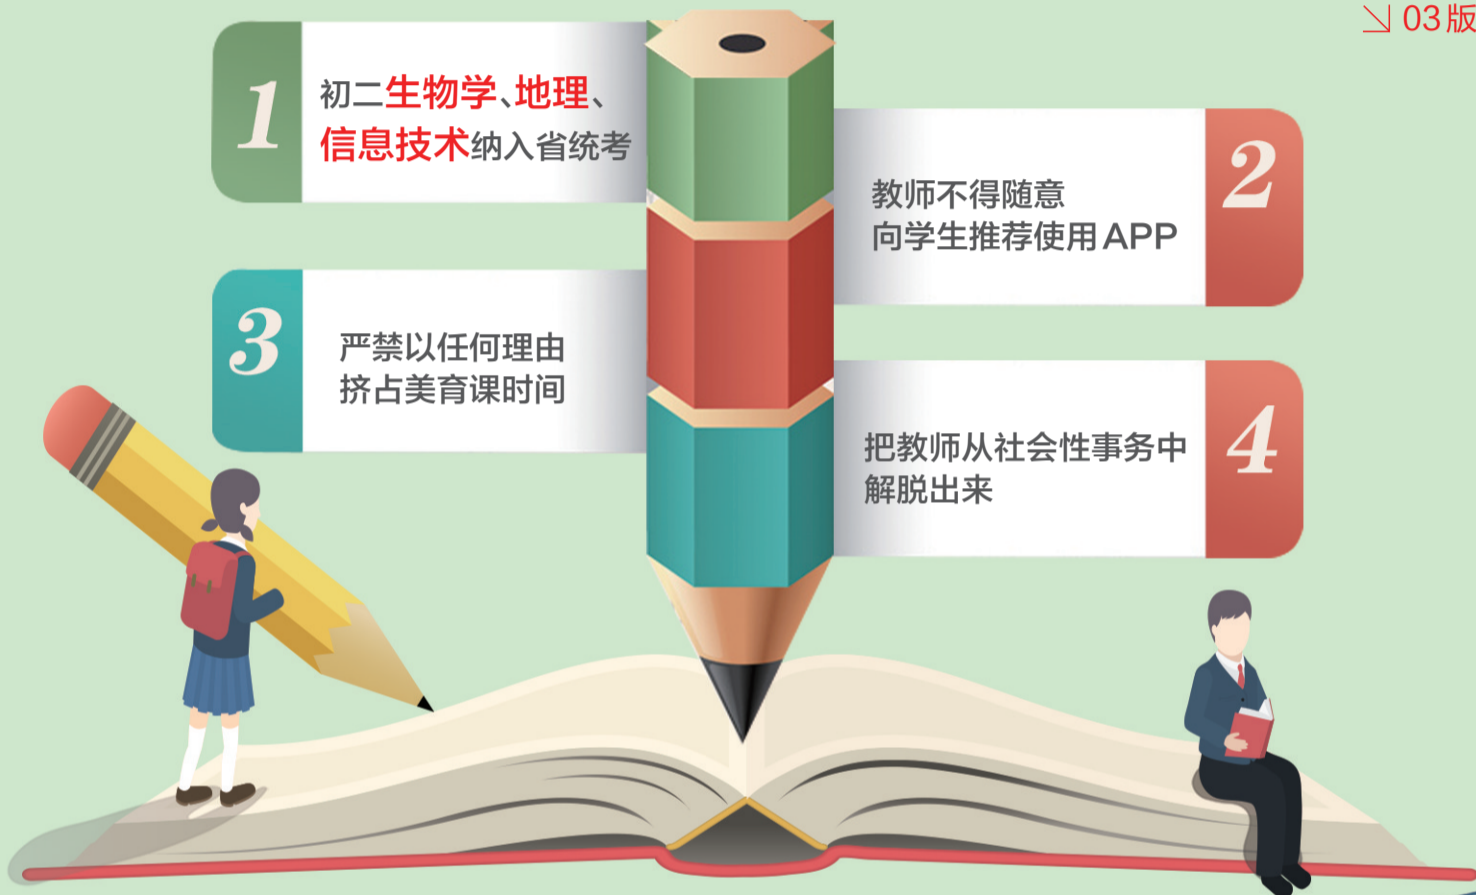 03版
1
初二生物学、地理、
信息技术纳入省统考
2
教师不得随意
向学生推荐使用APP
3
严禁以任何理由
挤占美育课时间
4
把教师从社会性事务中
解脱出来